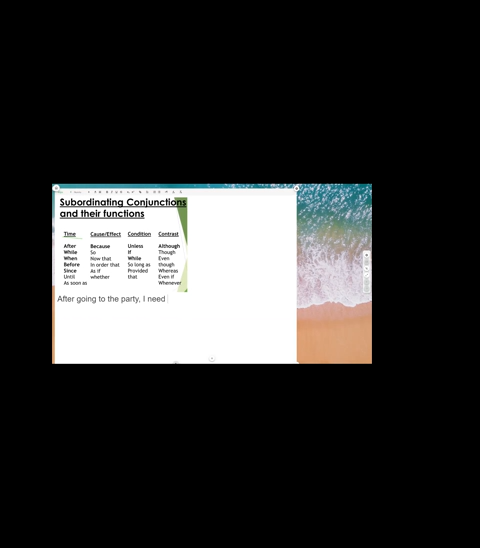 Subordinating Conjunctions
and their functions
Time Cause/Effect Condition Contrast
After Because Unless Although
While So If Though
When Now that While Even
Before In order that So long as though
Since As if Provided Whereas
Until whether that Even if
As soon as Whenever
After going to the party, I need